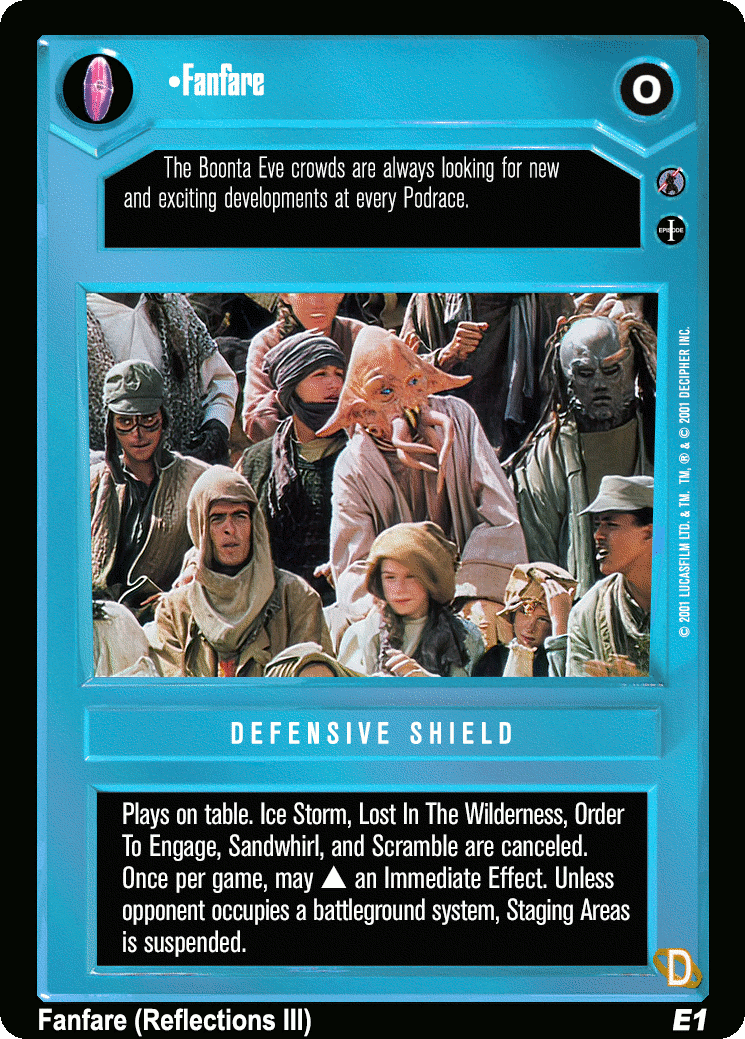 •Fanfare
O
The Boonta Eve crowds are always looking for new
and exciting developments at every Podrace.
EPISODE
I
© 2001 LUCASFILM LTD. & TM. TM, ® & © 2001 DECIPHER INC.
DEFENSIVE SHIELD
Plays on table. Ice Storm, Lost In The Wilderness, Order
To Engage, Sandwhirl, and Scramble are canceled.
Once per game, may ▲ an Immediate Effect. Unless
opponent occupies a battleground system, Staging Areas
is suspended.
D
Fanfare (Reflections III)
E1